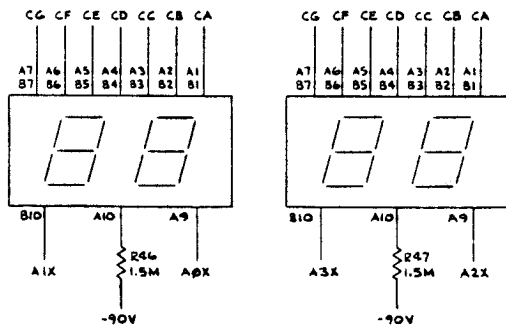 CG CF CE CD CC CB CA
A7 A6 A5 A4 A3 A2 A1
B7 B6 B5 B4 B3 B2 B1
B10 A10 A9
A1X
R46
1.5M
AØX
-90V
CG CF CE CD CC CB CA
A7 A6 A5 A4 A3 A2 A1
B7 B6 B5 B4 B3 B2 B1
B10 A10 A9
A3X
R47
1.5M
A2X
-90V